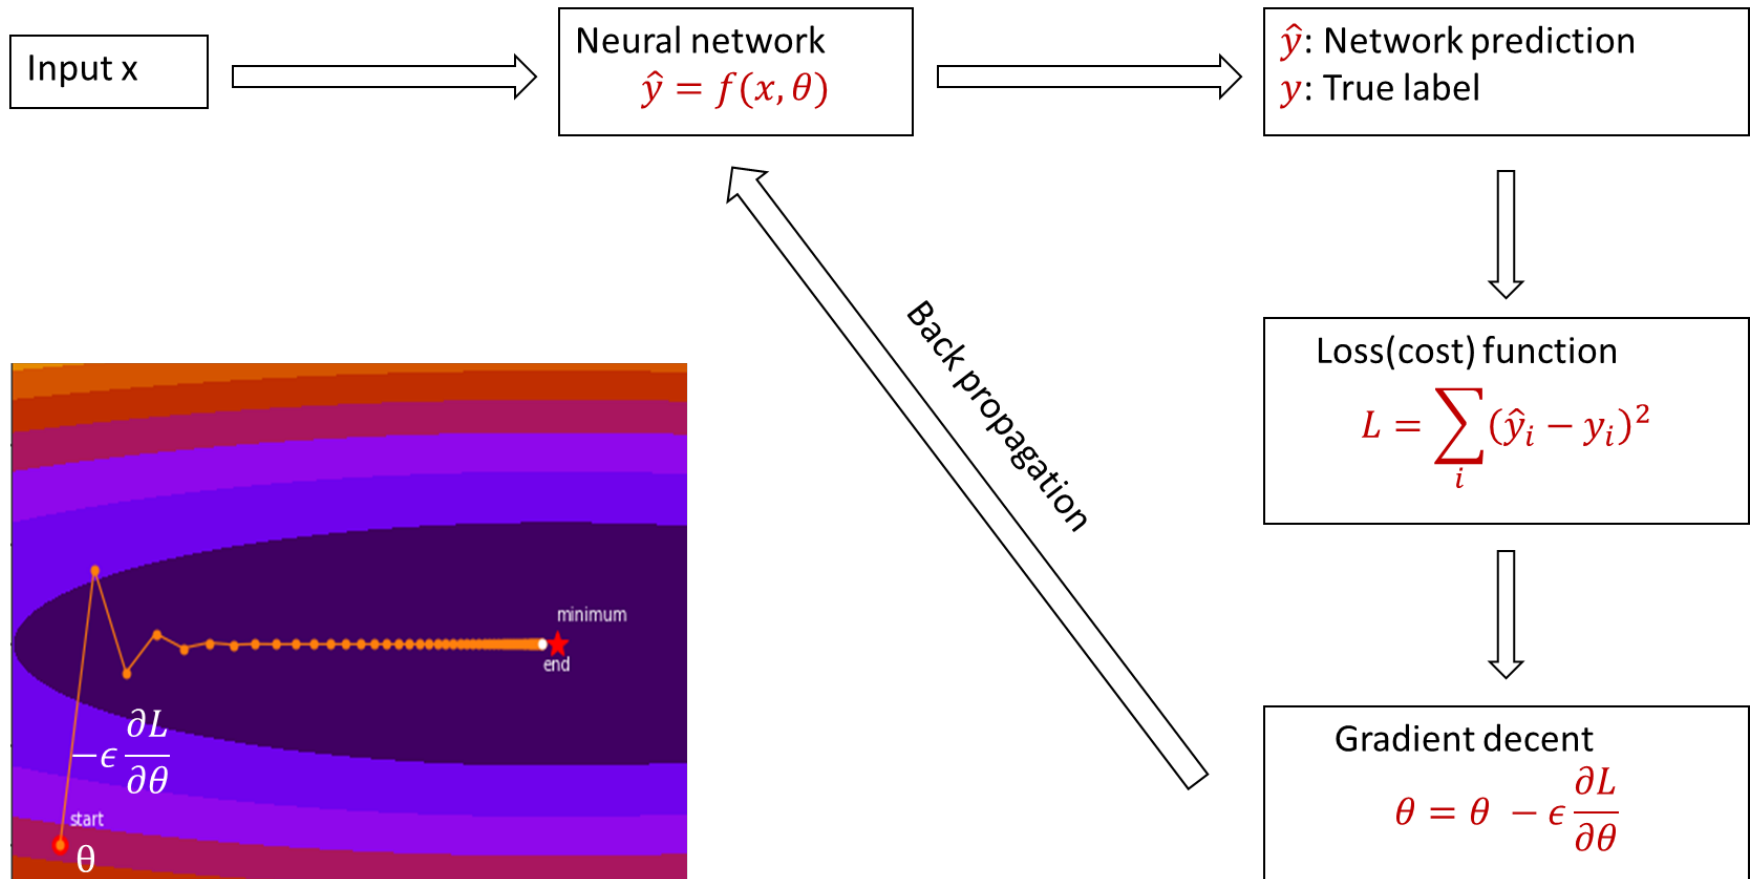 Input x
Neural network
ŷ = f(x, θ)
ŷ: Network prediction
y: True label
Loss(cost) function
L = ∑ᵢ (ŷᵢ − yᵢ)²
Gradient decent
θ = θ − ϵ ∂L/∂θ
Back propagation
minimum
end
−ϵ ∂L/∂θ
start
θ